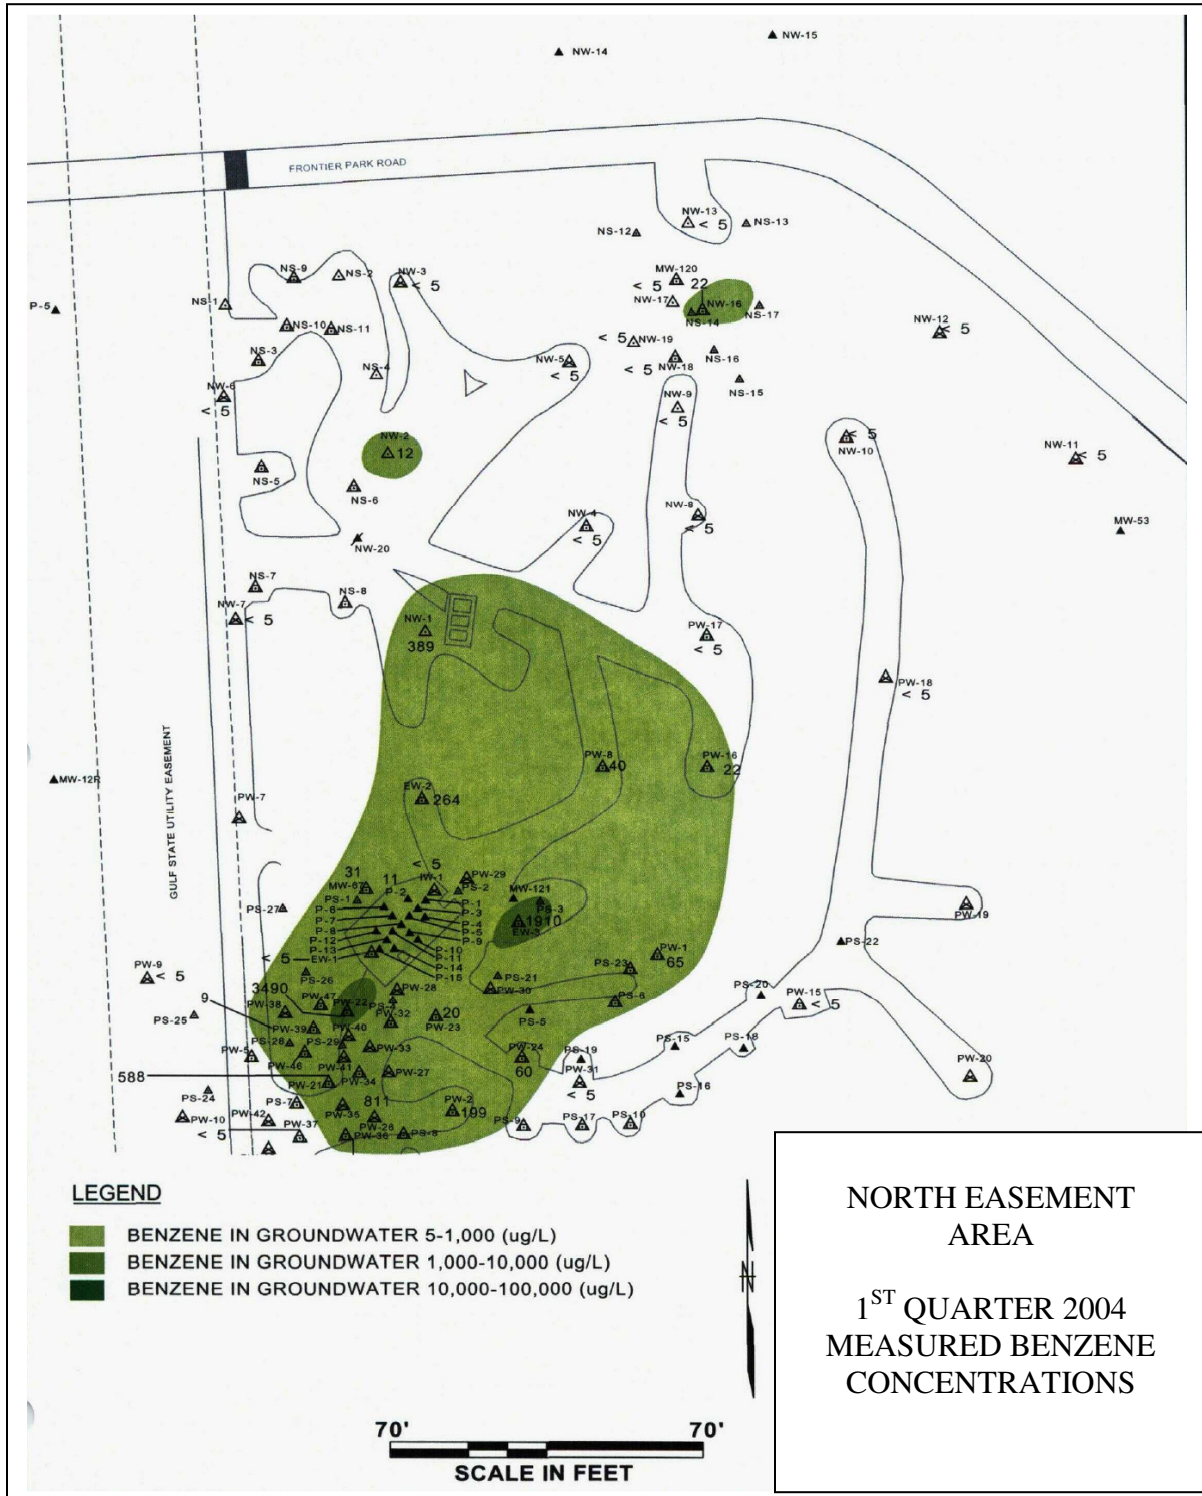 NW-14
NW-15
FRONTIER PARK ROAD
NW-13
< 5
NS-13
NS-12
MW-120
< 5
22
NW-17
NW-16
NS-14
NS-17
NS-9
NS-2
NW-3
< 5
NS-1
P-5
NS-10
NS-11
NS-3
NS-4
NW-6
< 5
NW-5
< 5
< 5
NW-19
< 5
NW-18
NS-16
NS-15
NW-12
< 5
NW-9
< 5
NW-2
12
NS-5
NS-6
NW-20
< 5
NW-10
NW-11
< 5
MW-53
NW-4
< 5
NW-8
< 5
NS-7
NS-8
NW-7
< 5
NW-1
389
PW-17
< 5
PW-18
< 5
GULF STATE UTILITY EASEMENT
MW-12R
PW-7
PW-8
40
PW-16
22
EW-2
264
< 5
31
11
MW-67
IW-1
PW-29
PS-2
PS-1
P-2
P-1
P-6
P-3
P-7
P-4
P-8
P-5
P-12
P-9
P-13
P-10
P-11
P-14
P-15
< 5
EW-1
PS-27
MW-121
PS-3
1910
EW-3
PW-19
PS-22
PW-1
65
PS-23
PW-9
< 5
PS-26
PS-21
PW-30
PS-6
PS-5
PS-20
PW-15
< 5
3490
9
PW-38
PW-47
PW-22
PW-28
PS-4
PW-32
20
PW-23
PS-25
PW-39
PW-40
PS-28
PS-29
PW-33
PW-5
PW-46
PW-41
PW-34
PW-27
PW-24
60
PS-19
PW-31
< 5
PS-15
PS-18
PS-16
PW-20
588
PW-21
PS-24
PS-7
PW-10
< 5
PW-42
PW-37
PW-35
811
PW-26
PW-36
PS-8
PW-2
199
PS-9
PS-17
PS-10
LEGEND
BENZENE IN GROUNDWATER 5-1,000 (ug/L)
BENZENE IN GROUNDWATER 1,000-10,000 (ug/L)
BENZENE IN GROUNDWATER 10,000-100,000 (ug/L)
N
NORTH EASEMENT
AREA
1ST QUARTER 2004
MEASURED BENZENE
CONCENTRATIONS
70'
70'
SCALE IN FEET